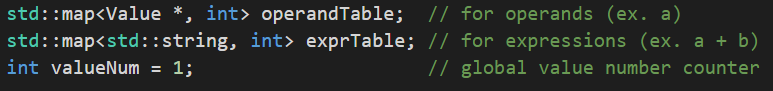 std::map<Value *, int> operandTable;  // for operands (ex. a)
std::map<std::string, int> exprTable; // for expressions (ex. a + b)
int valueNum = 1;                     // global value number counter